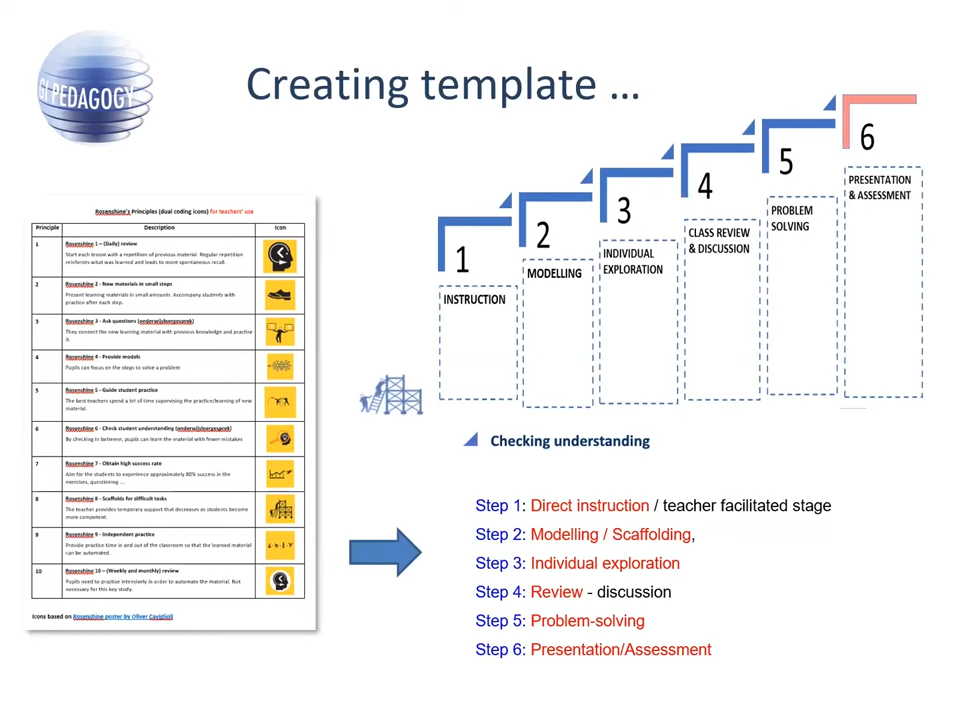 GI PEDAGOGY
Creating template ...
Rosenshine's Principles (dual coding icons) for teachers' use
Principle Description Icon
1 Rosenshine 1 – (Daily) review
Start each lesson with a repetition of previous material. Regular repetition
reinforces what was learned and leads to more spontaneous recall.
2 Rosenshine 2 - New materials in small steps
Present learning materials in small amounts. Accompany students with
practice after each step.
3 Rosenshine 3 - Ask questions (onderwijsleergesprek)
They connect the new learning material with previous knowledge and practise
it.
4 Rosenshine 4 - Provide models
Pupils can focus on the steps to solve a problem
5 Rosenshine 5 - Guide student practice
The best teachers spend a lot of time supervising the practice/learning of new
material.
6 Rosenshine 6 - Check student understanding (onderwijsleergesprek)
By checking in between, pupils can learn the material with fewer mistakes
7 Rosenshine 7 - Obtain high success rate
Aim for the students to experience approximately 80% success in the
exercises, questioning ...
8 Rosenshine 8 - Scaffolds for difficult tasks
The teacher provides temporary support that decreases as students become
more competent.
9 Rosenshine 9 - Independent practice
Provide practice time in and out of the classroom so that the learned material
can be automated.
10 Rosenshine 10 – (Weekly and monthly) review
Pupils need to practise intensively in order to automate the material. Not
necessary for this key study.
Icons based on Rosenshine poster by Oliver Caviglioli
1
INSTRUCTION
2
MODELLING
3
INDIVIDUAL
EXPLORATION
4
CLASS REVIEW
& DISCUSSION
5
PROBLEM
SOLVING
6
PRESENTATION
& ASSESSMENT
Checking understanding
Step 1: Direct instruction / teacher facilitated stage
Step 2: Modelling / Scaffolding,
Step 3: Individual exploration
Step 4: Review - discussion
Step 5: Problem-solving
Step 6: Presentation/Assessment